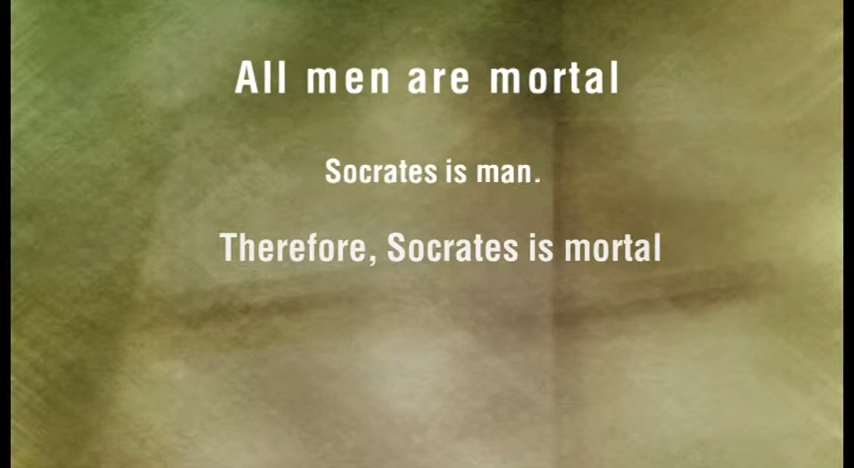 All men are mortal
Socrates is man.
Therefore, Socrates is mortal